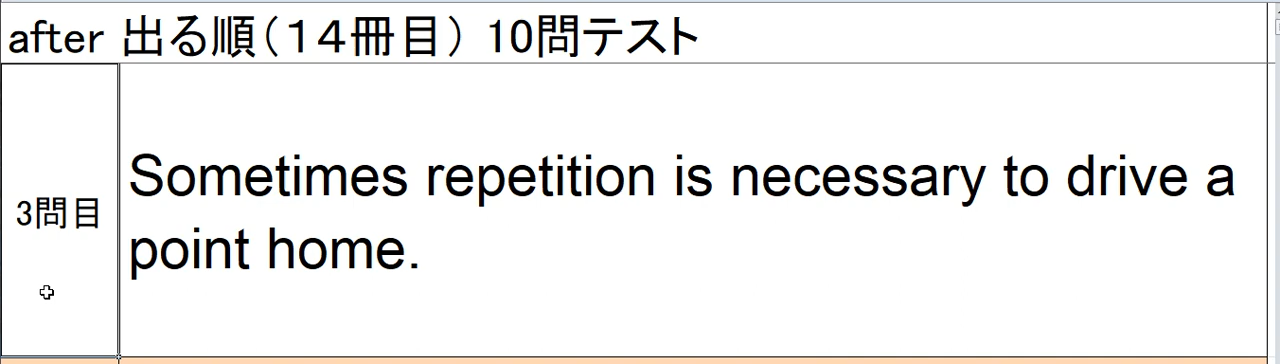 after 出る順（１４冊目） 10問テスト
3問目
Sometimes repetition is necessary to drive a
point home.